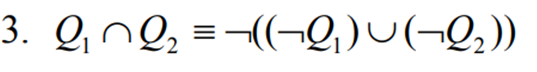 3. Q₁ ∩ Q₂ ≡ ¬((¬Q₁) ∪ (¬Q₂))